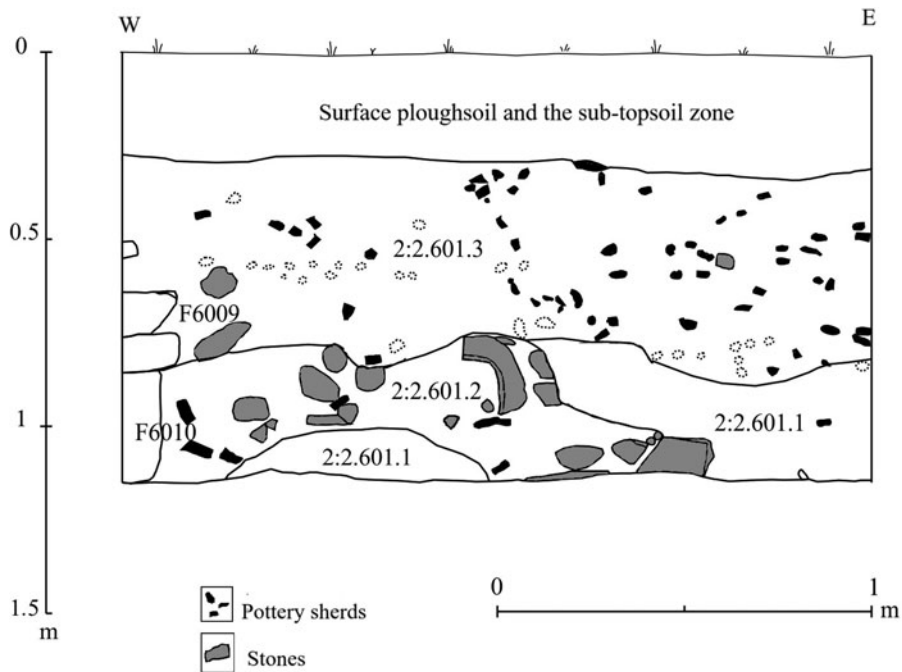 W
E
0
Surface ploughsoil and the sub-topsoil zone
0.5
2:2.601.3
F6009
2:2.601.2
1
F6010
2:2.601.1
2:2.601.1
0
1
1.5
m
m
Pottery sherds
Stones